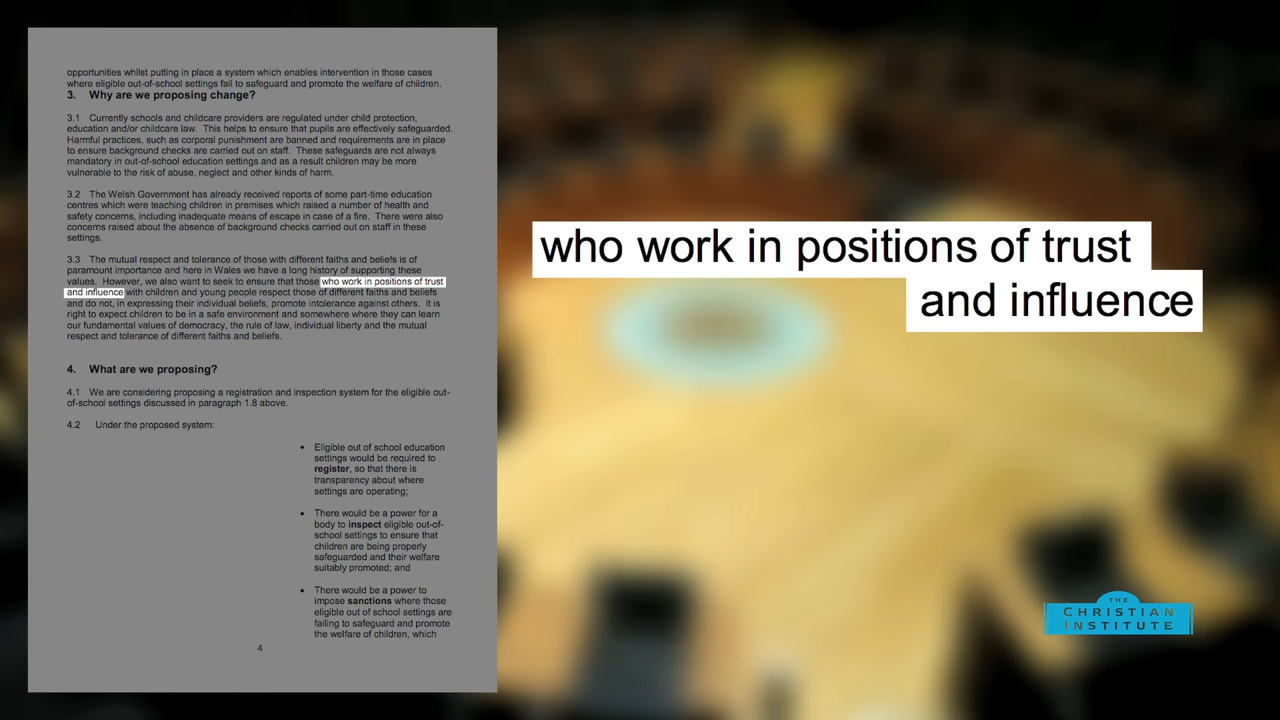 opportunities whilst putting in place a system which enables intervention in those cases
where eligible out-of-school settings fail to safeguard and promote the welfare of children.
3. Why are we proposing change?
3.1 Currently schools and childcare providers are regulated under child protection,
education and/or childcare law. This helps to ensure that pupils are effectively safeguarded.
Harmful practices, such as corporal punishment are banned and requirements are in place
to ensure background checks are carried out on staff. These safeguards are not always
mandatory in out-of-school education settings and as a result children may be more
vulnerable to the risk of abuse, neglect and other kinds of harm.
3.2 The Welsh Government has already received reports of some part-time education
centres which were teaching children in premises which raised a number of health and
safety concerns, including inadequate means of escape in case of a fire. There were also
concerns raised about the absence of background checks carried out on staff in these
settings.
3.3 The mutual respect and tolerance of those with different faiths and beliefs is of
paramount importance and here in Wales we have a long history of supporting these
values. However, we also want to seek to ensure that those who work in positions of trust
and influence with children and young people respect those of different faiths and beliefs
and do not, in expressing their individual beliefs, promote intolerance against others. It is
right to expect children to be in a safe environment and somewhere where they can learn
our fundamental values of democracy, the rule of law, individual liberty and the mutual
respect and tolerance of different faiths and beliefs.
4. What are we proposing?
4.1 We are considering proposing a registration and inspection system for the eligible out-
of-school settings discussed in paragraph 1.8 above.
4.2 Under the proposed system:
• Eligible out of school education
settings would be required to
register, so that there is
transparency about where
settings are operating;
• There would be a power for a
body to inspect eligible out-of-
school settings to ensure that
children are being properly
safeguarded and their welfare
suitably promoted; and
• There would be a power to
impose sanctions where those
eligible out of school settings are
failing to safeguard and promote
the welfare of children, which
4
who work in positions of trust
and influence
THE
CHRISTIAN
INSTITUTE